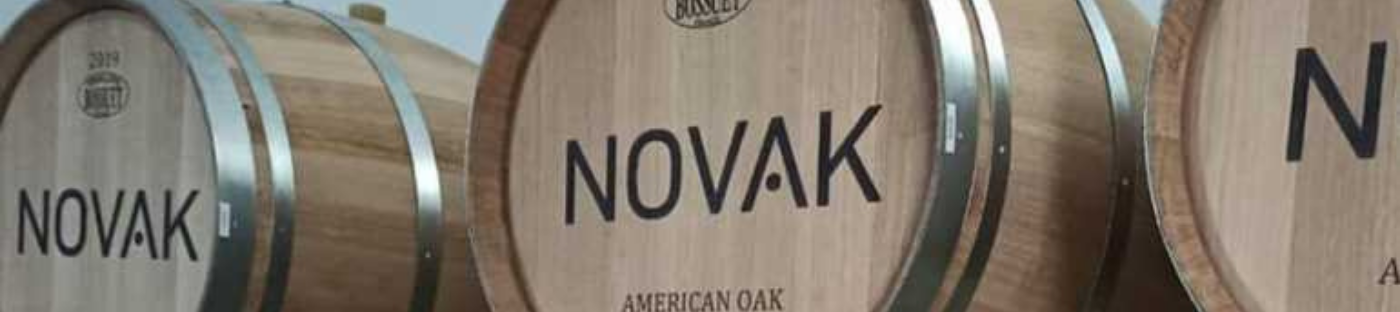 2019
BOSSUET
NOVAK
BOSSUET
NOVAK
AMERICAN OAK
N
A